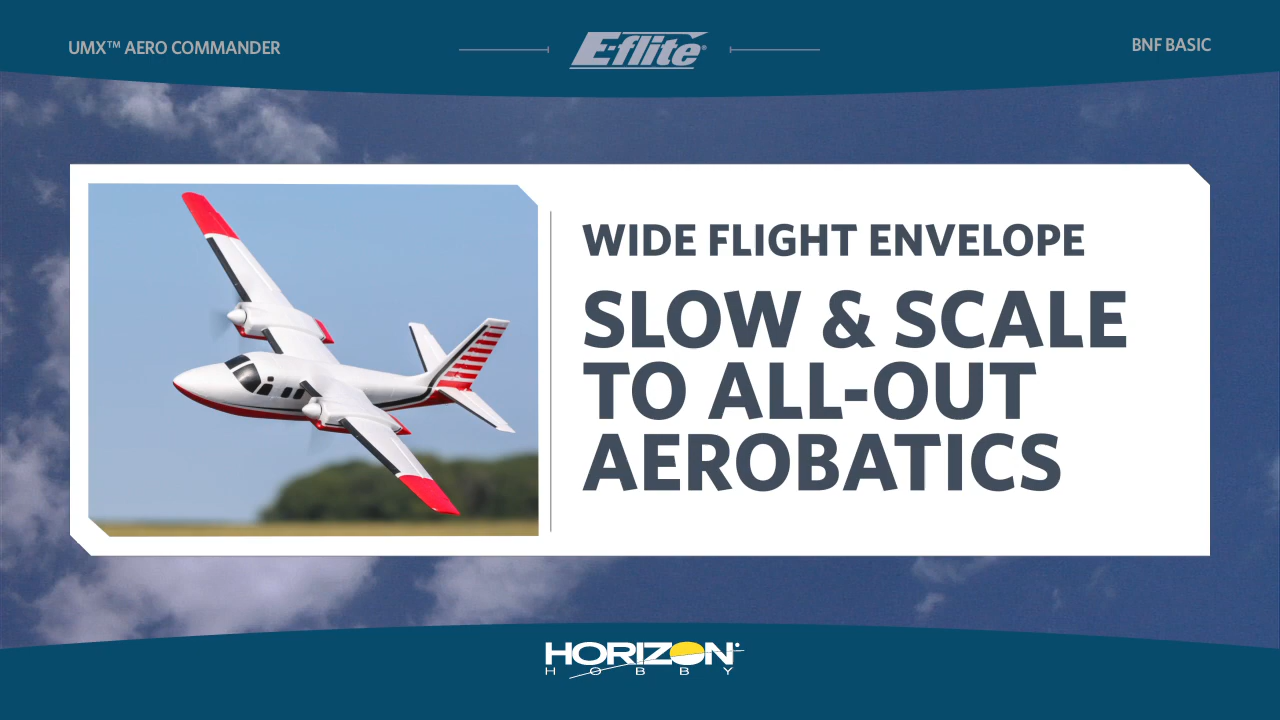 UMX™ AERO COMMANDER
E-flite®
BNF BASIC
WIDE FLIGHT ENVELOPE
SLOW & SCALE
TO ALL-OUT
AEROBATICS
HORIZON®
HOBBY